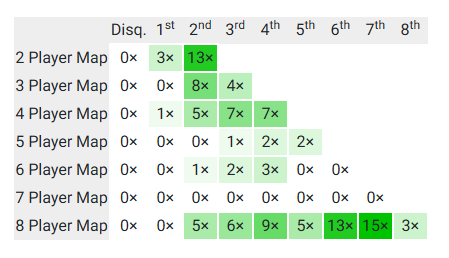 Disq. 1st 2nd 3rd 4th 5th 6th 7th 8th
2 Player Map 0× 3× 13×
3 Player Map 0× 0× 8× 4×
4 Player Map 0× 1× 5× 7× 7×
5 Player Map 0× 0× 0× 1× 2× 2×
6 Player Map 0× 0× 1× 2× 3× 0× 0×
7 Player Map 0× 0× 0× 0× 0× 0× 0× 0×
8 Player Map 0× 0× 5× 6× 9× 5× 13× 15× 3×